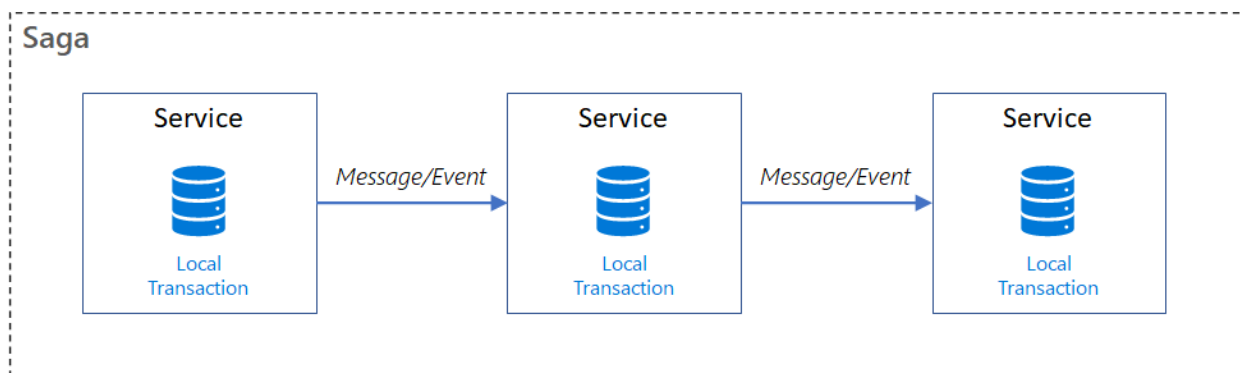 Saga
Service
Service
Service
Message/Event
Message/Event
Local
Transaction
Local
Transaction
Local
Transaction